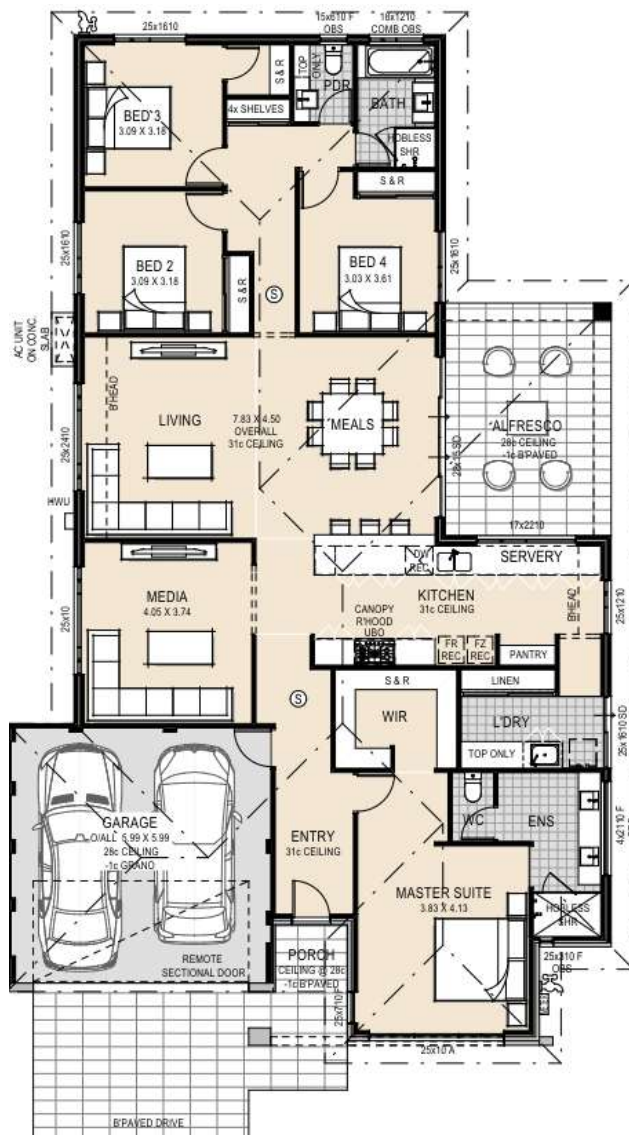 25x1610
15x610 F
OBS
16x1210
COMB OBS
S & R
TOP
ONLY
PDR
BATH
4x SHELVES
BED 3
3.09 X 3.18
HOBLESS
SHR
S & R
25x1610
BED 2
3.09 X 3.18
S & R
S
BED 4
3.03 X 3.61
25x1610
AC UNIT
ON CONC.
SLAB
B'HEAD
LIVING
7.83 X 4.50
OVERALL
31c CEILING
MEALS
28x15 SD
ALFRESCO
28c CEILING
-1c B'PAVED
25x2410
HWU
17x2210
DW
REC
SERVERY
KITCHEN
31c CEILING
B'HEAD
25x1210
25x10
MEDIA
4.05 X 3.74
CANOPY
R'HOOD
UBO
FR
REC
FZ
REC
PANTRY
S
S & R
LINEN
WIR
L'DRY
TOP ONLY
25x1610 SD
GARAGE
O/ALL 5.99 X 5.99
28c CEILING
-1c GRANO
ENTRY
31c CEILING
WC
ENS
4x2110 F
MASTER SUITE
3.83 X 4.13
HOBLESS
SHR
REMOTE
SECTIONAL DOOR
PORCH
CEILING @ 28c
-1c B'PAVED
25x310 F
OBS
25x710 F
25x10 A
B'PAVED DRIVE